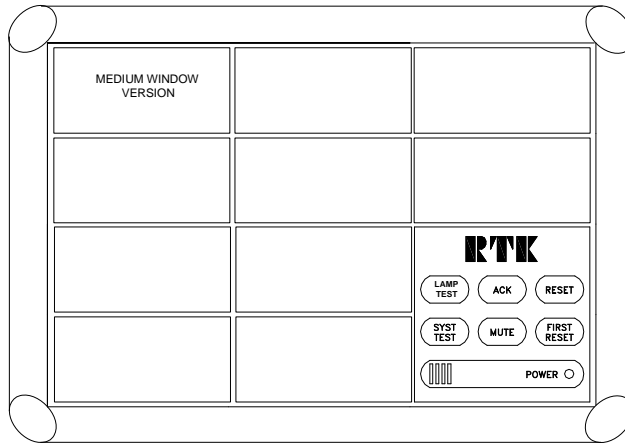 MEDIUM WINDOW
VERSION
RTK
LAMP
TEST
ACK
RESET
SYST
TEST
MUTE
FIRST
RESET
POWER